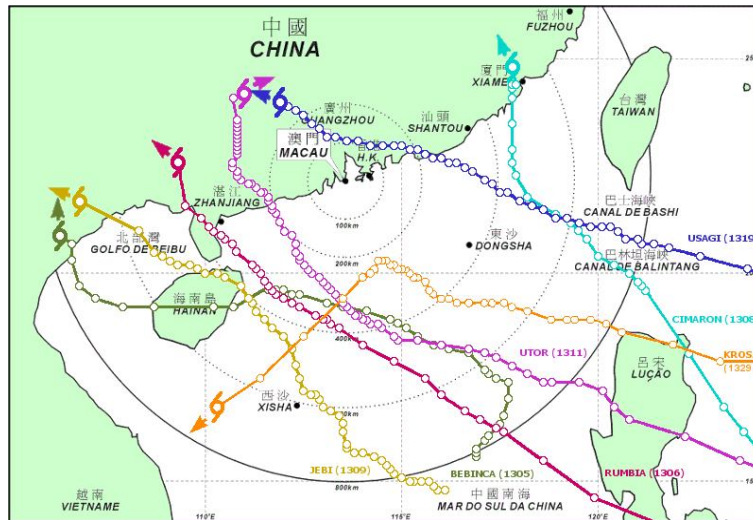 中國
CHINA
福州
FUZHOU
廈門
XIAME
台灣
TAIWAN
廣州
GUANGZHOU
汕頭
SHANTOU
澳門
MACAU
H.K
湛江
ZHANJIANG
北部灣
GOLFO DE BEIBU
海南島
HAINAN
東沙
DONGSHA
巴士海峽
CANAL DE BASHI
巴林坦海峽
CANAL DE BALINTANG
西沙
XISHA
呂宋
LUÇÃO
越南
VIETNAME
中國南海
MAR DO SUL DA CHINA
USAGI (1319
CIMARON (1308
KROS
(1329
UTOR (1311)
JEBI (1309)
BEBINCA (1305)
RUMBIA (1306)
100km
200km
400km
800km
110°E
115°E
120°E